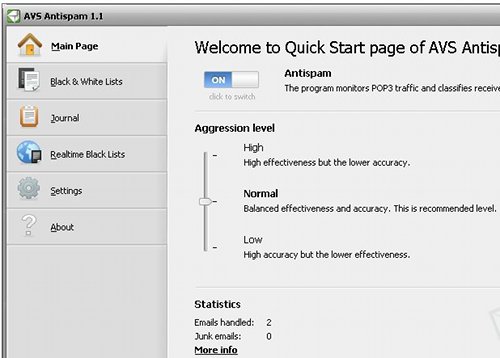 AVS Antispam 1.1
Main Page
Black & White Lists
Journal
Realtime Black Lists
Settings
About
Welcome to Quick Start page of AVS Antisp
ON
click to switch
Antispam
The program monitors POP3 traffic and classifies receive
Aggression level
High
High effectiveness but the lower accuracy.
Normal
Balanced effectiveness and accuracy. This is recommended level.
Low
High accuracy but the lower effectiveness.
Statistics
Emails handled: 2
Junk emails: 0
More info